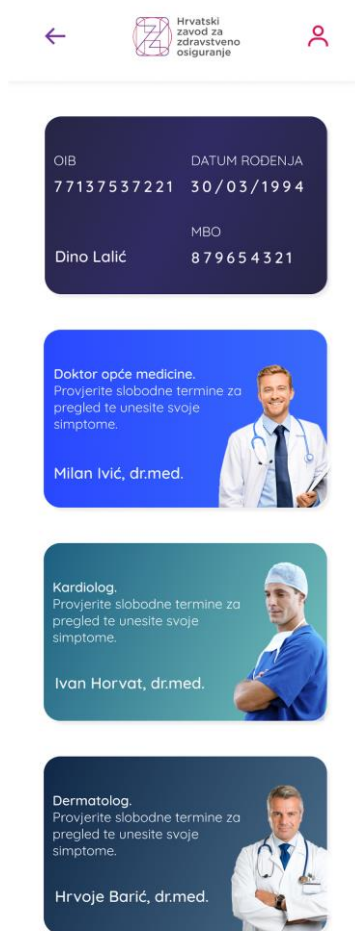 Hrvatski
zavod za
zdravstveno
osiguranje
OIB
77137537221
DATUM ROĐENJA
30/03/1994
MBO
Dino Lalić
879654321
Doktor opće medicine.
Provjerite slobodne termine za
pregled te unesite svoje
simptome.
Milan Ivić, dr.med.
Kardiolog.
Provjerite slobodne termine za
pregled te unesite svoje
simptome.
Ivan Horvat, dr.med.
Dermatolog.
Provjerite slobodne termine za
pregled te unesite svoje
simptome.
Hrvoje Barić, dr.med.